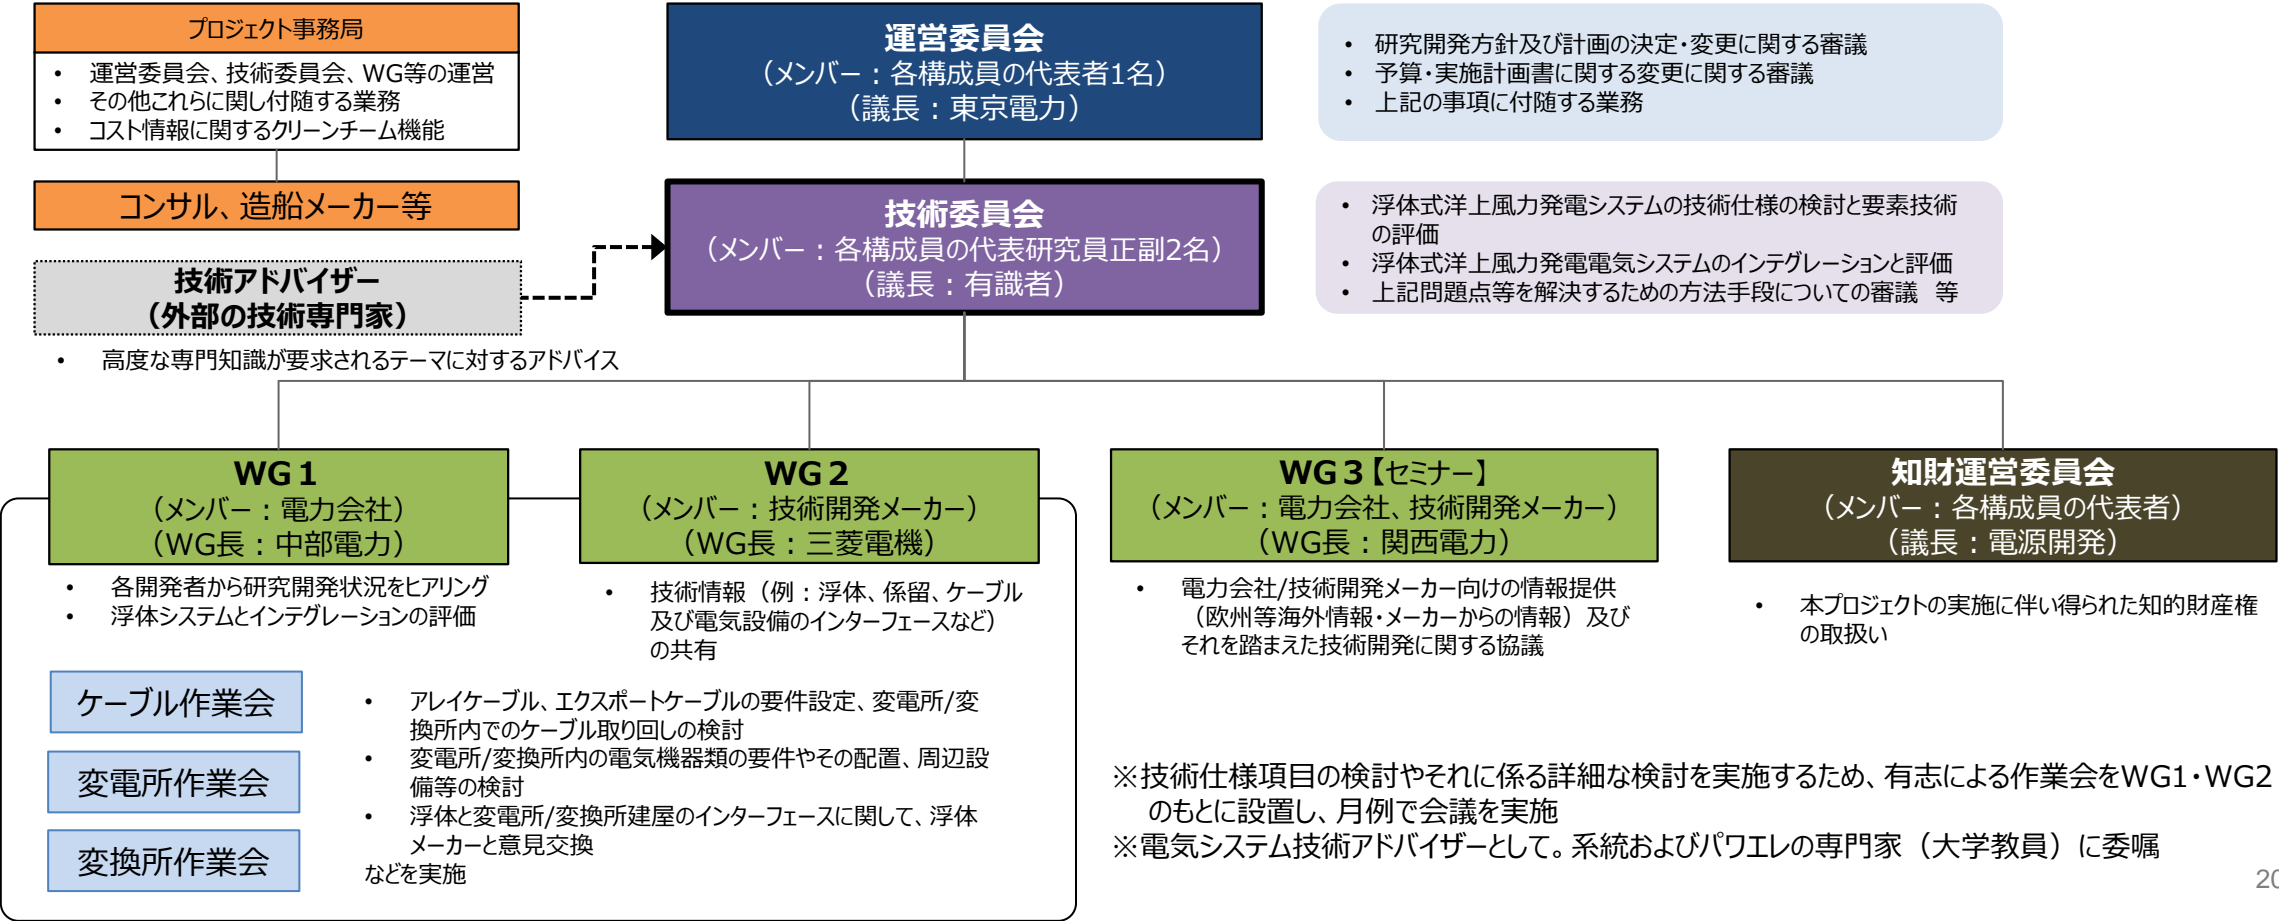 プロジェクト事務局
• 運営委員会、技術委員会、WG等の運営
• その他これらに関し付随する業務
• コスト情報に関するクリーンチーム機能
コンサル、造船メーカー等
技術アドバイザー
（外部の技術専門家）
• 高度な専門知識が要求されるテーマに対するアドバイス
運営委員会
（メンバー：各構成員の代表者1名）
（議長：東京電力）
• 研究開発方針及び計画の決定・変更に関する審議
• 予算・実施計画書に関する変更に関する審議
• 上記の事項に付随する業務
技術委員会
（メンバー：各構成員の代表研究員正副2名）
（議長：有識者）
• 浮体式洋上風力発電システムの技術仕様の検討と要素技術
の評価
• 浮体式洋上風力発電電気システムのインテグレーションと評価
• 上記問題点等を解決するための方法手段についての審議　等
WG１
（メンバー：電力会社）
（WG長：中部電力）
• 各開発者から研究開発状況をヒアリング
• 浮体システムとインテグレーションの評価
WG２
（メンバー：技術開発メーカー）
（WG長：三菱電機）
• 技術情報（例：浮体、係留、ケーブル
及び電気設備のインターフェースなど）
の共有
WG３【セミナー】
（メンバー：電力会社、技術開発メーカー）
（WG長：関西電力）
• 電力会社/技術開発メーカー向けの情報提供
（欧州等海外情報・メーカーからの情報）及び
それを踏まえた技術開発に関する協議
知財運営委員会
（メンバー：各構成員の代表者）
（議長：電源開発）
• 本プロジェクトの実施に伴い得られた知的財産権
の取扱い
ケーブル作業会
変電所作業会
変換所作業会
• アレイケーブル、エクスポートケーブルの要件設定、変電所/変
換所内でのケーブル取り回しの検討
• 変電所/変換所内の電気機器類の要件やその配置、周辺設
備等の検討
• 浮体と変電所/変換所建屋のインターフェースに関して、浮体
メーカーと意見交換
などを実施
※技術仕様項目の検討やそれに係る詳細な検討を実施するため、有志による作業会をWG1・WG2
のもとに設置し、月例で会議を実施
※電気システム技術アドバイザーとして。系統およびパワエレの専門家（大学教員）に委嘱
20